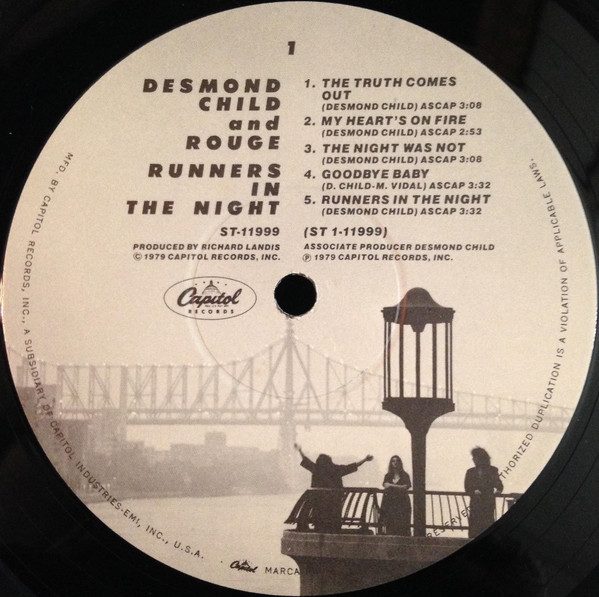 1
DESMOND
CHILD
and
ROUGE
RUNNERS
IN
THE NIGHT
ST-11999
PRODUCED BY RICHARD LANDIS
Ⓒ 1979 CAPITOL RECORDS, INC.
1. THE TRUTH COMES
OUT
(DESMOND CHILD) ASCAP 3:08
2. MY HEART'S ON FIRE
(DESMOND CHILD) ASCAP 2:53
3. THE NIGHT WAS NOT
(DESMOND CHILD) ASCAP 3:08
4. GOODBYE BABY
(D. CHILD-M. VIDAL) ASCAP 3:32
5. RUNNERS IN THE NIGHT
(DESMOND CHILD) ASCAP 3:32
(ST 1-11999)
ASSOCIATE PRODUCER DESMOND CHILD
Ⓟ 1979 CAPITOL RECORDS, INC.
Capitol
RECORDS
MFD. BY CAPITOL RECORDS, INC., A SUBSIDIARY OF CAPITOL INDUSTRIES-EMI, INC., U.S.A. · Capitol MARCA
RESERVED
THORIZED DUPLICATION IS A VIOLATION OF APPLICABLE LAWS.